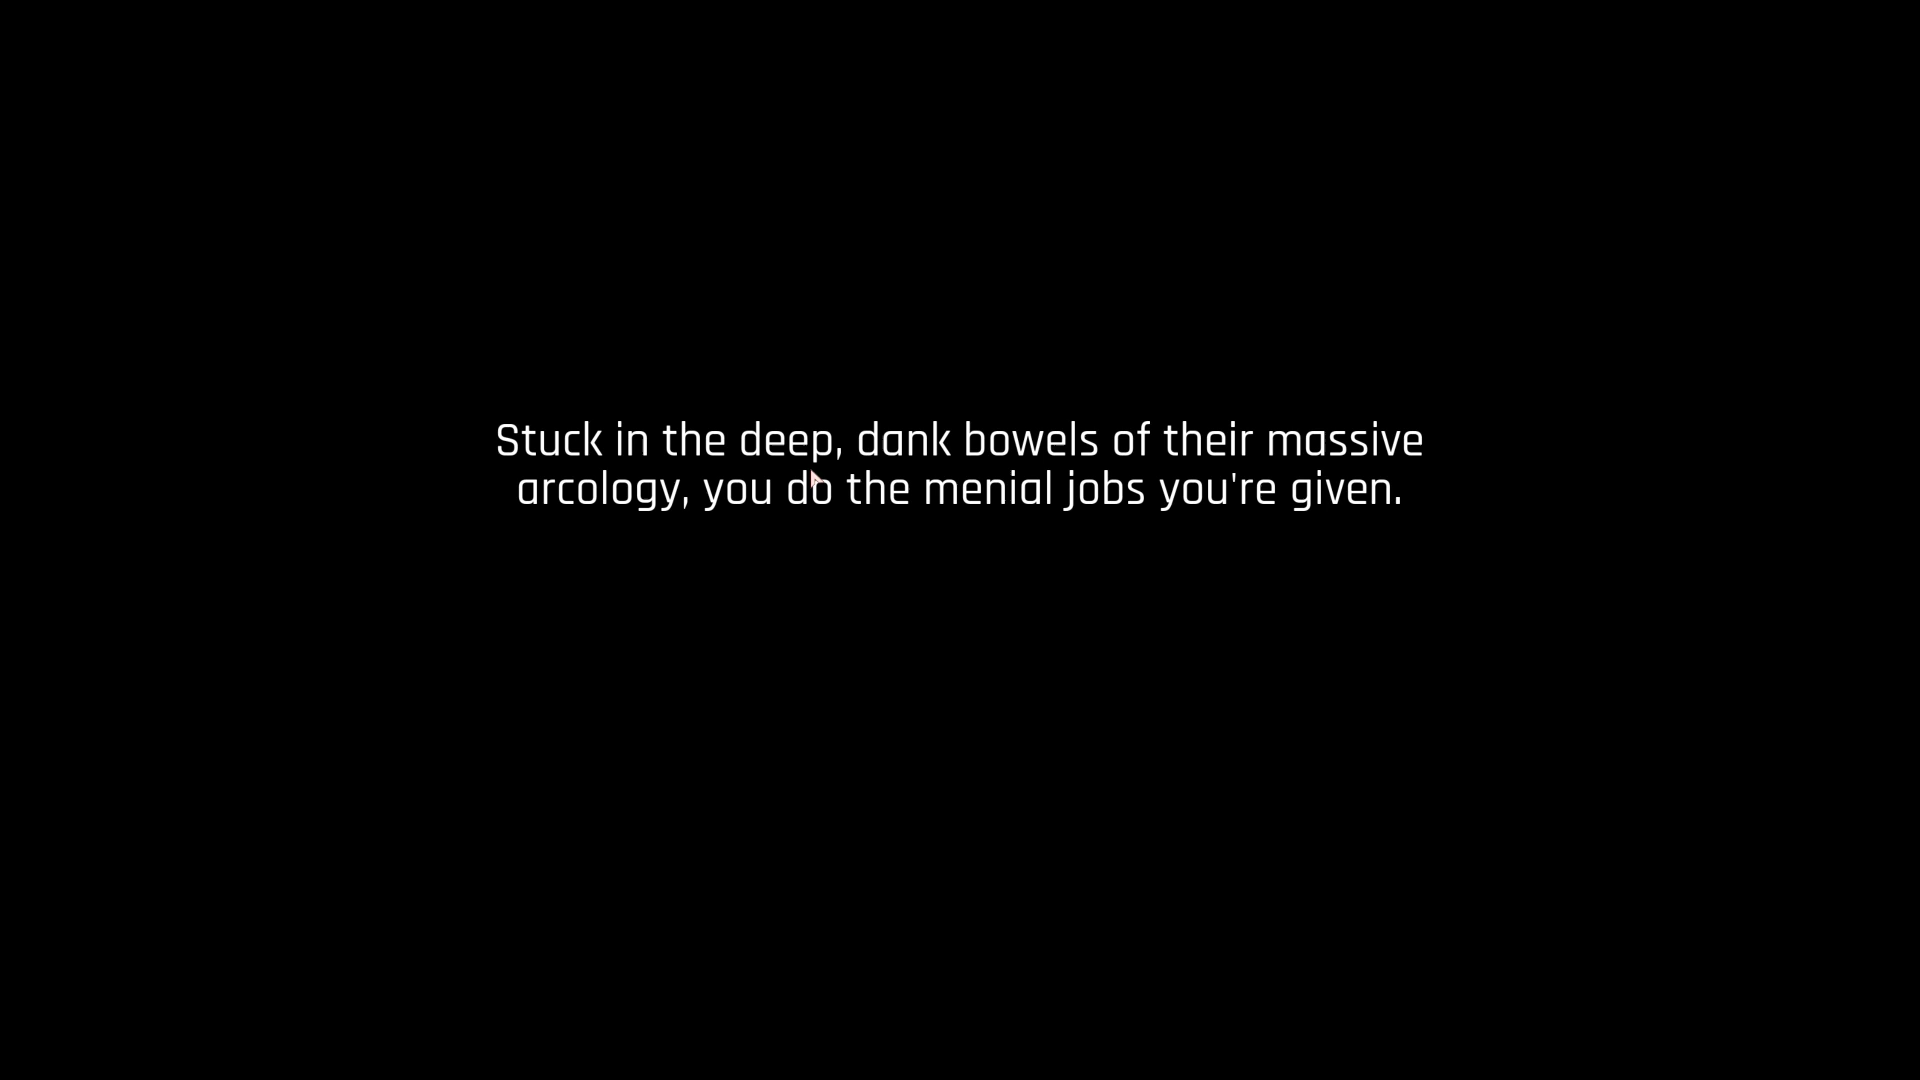 Stuck in the deep, dank bowels of their massive
arcology, you do the menial jobs you're given.